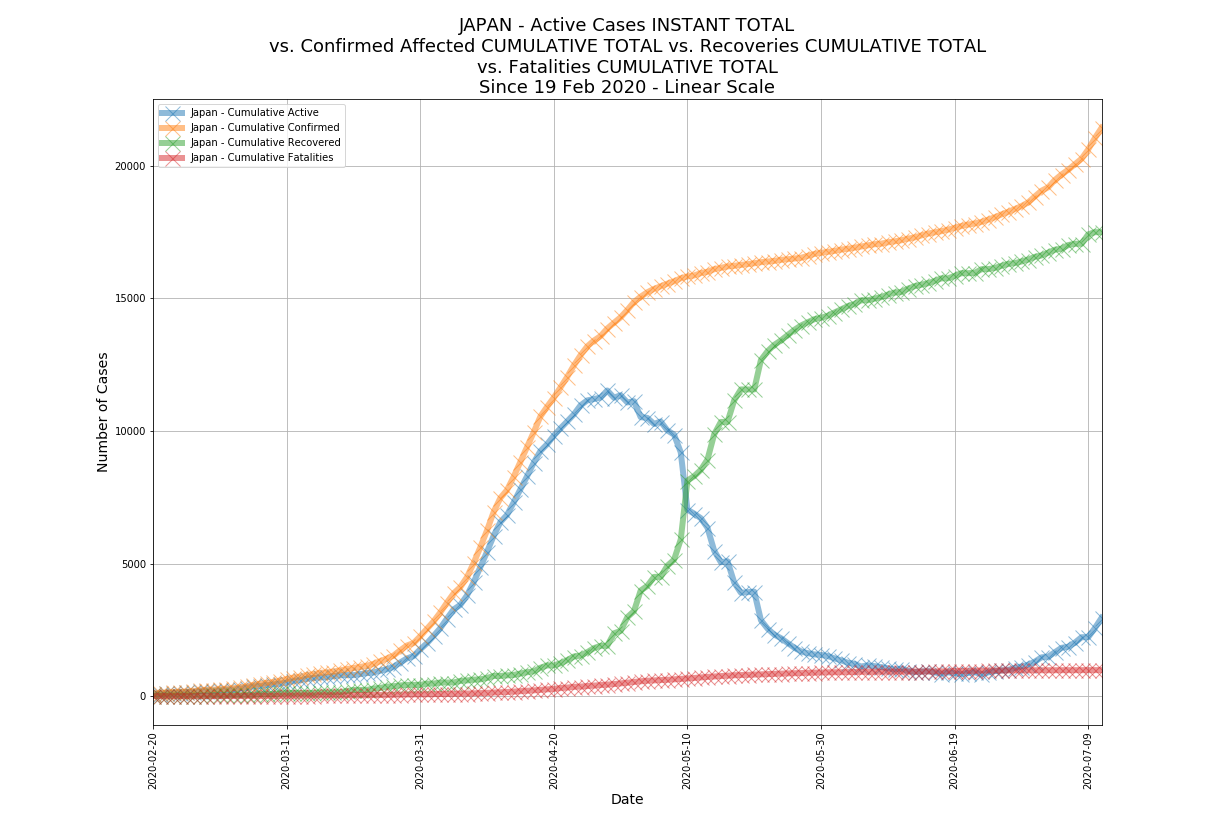 JAPAN - Active Cases INSTANT TOTAL
vs. Confirmed Affected CUMULATIVE TOTAL vs. Recoveries CUMULATIVE TOTAL
vs. Fatalities CUMULATIVE TOTAL
Since 19 Feb 2020 - Linear Scale
Japan - Cumulative Active
Japan - Cumulative Confirmed
Japan - Cumulative Recovered
Japan - Cumulative Fatalities
Number of Cases
20000
15000
10000
5000
0
2020-02-20
2020-03-11
2020-03-31
2020-04-20
2020-05-10
2020-05-30
2020-06-19
2020-07-09
Date